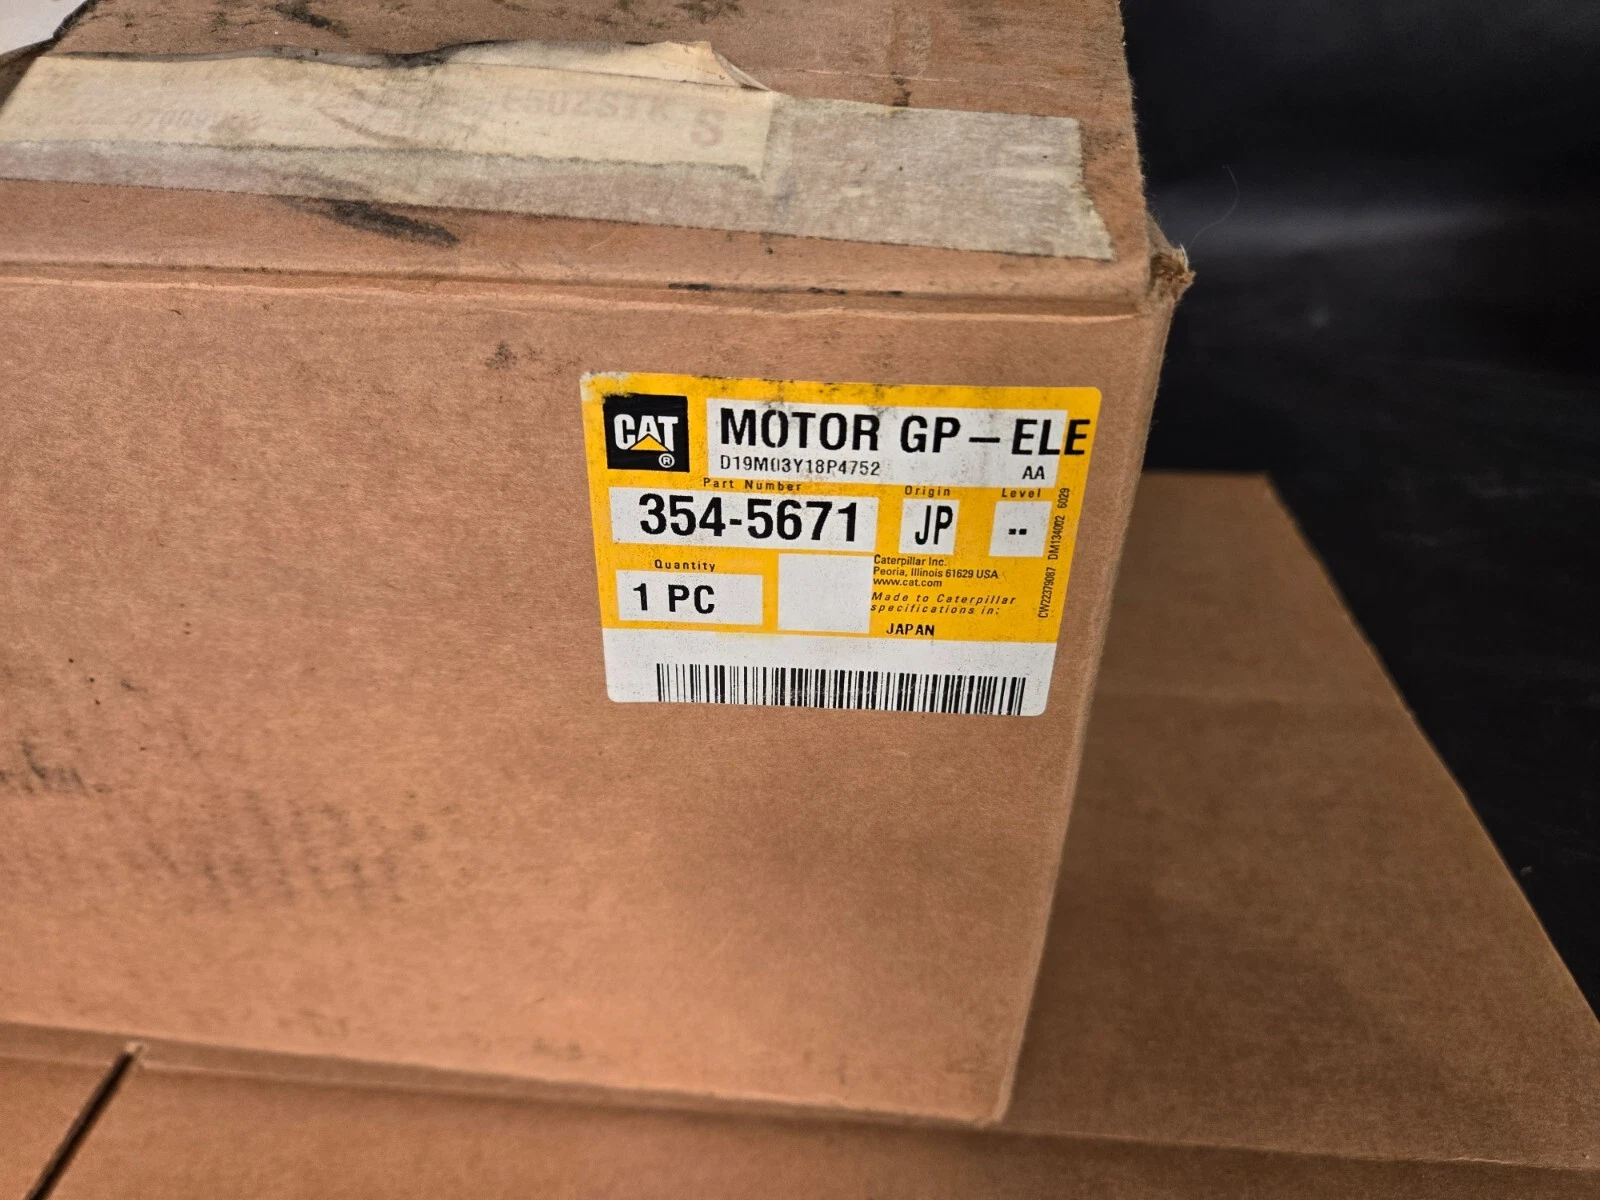 CAT
®
MOTOR GP-ELE
D19M03Y18P4752
AA
Part Number
Origin
Level
354-5671
JP
--
Quantity
1 PC
Caterpillar Inc.
Peoria, Illinois 61629 USA
www.cat.com
Made to Caterpillar
specifications in:
JAPAN
CW22379087 DM134002 6029
S